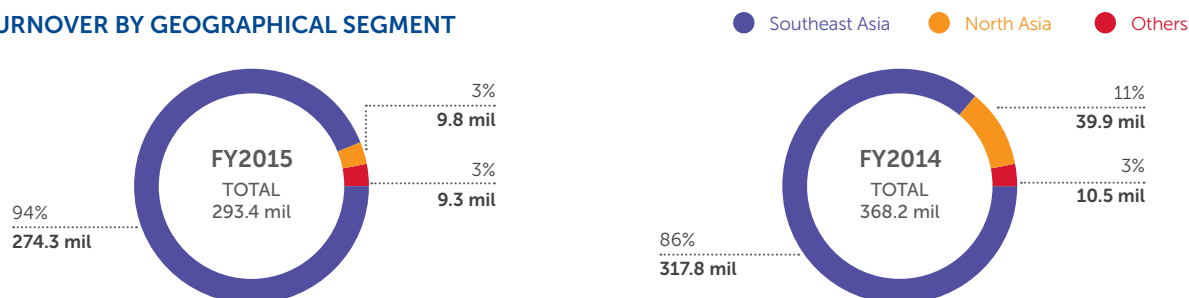 URNOVER BY GEOGRAPHICAL SEGMENT
Southeast Asia
North Asia
Others
3%
9.8 mil
3%
9.3 mil
94%
274.3 mil
FY2015
TOTAL
293.4 mil
11%
39.9 mil
3%
10.5 mil
86%
317.8 mil
FY2014
TOTAL
368.2 mil